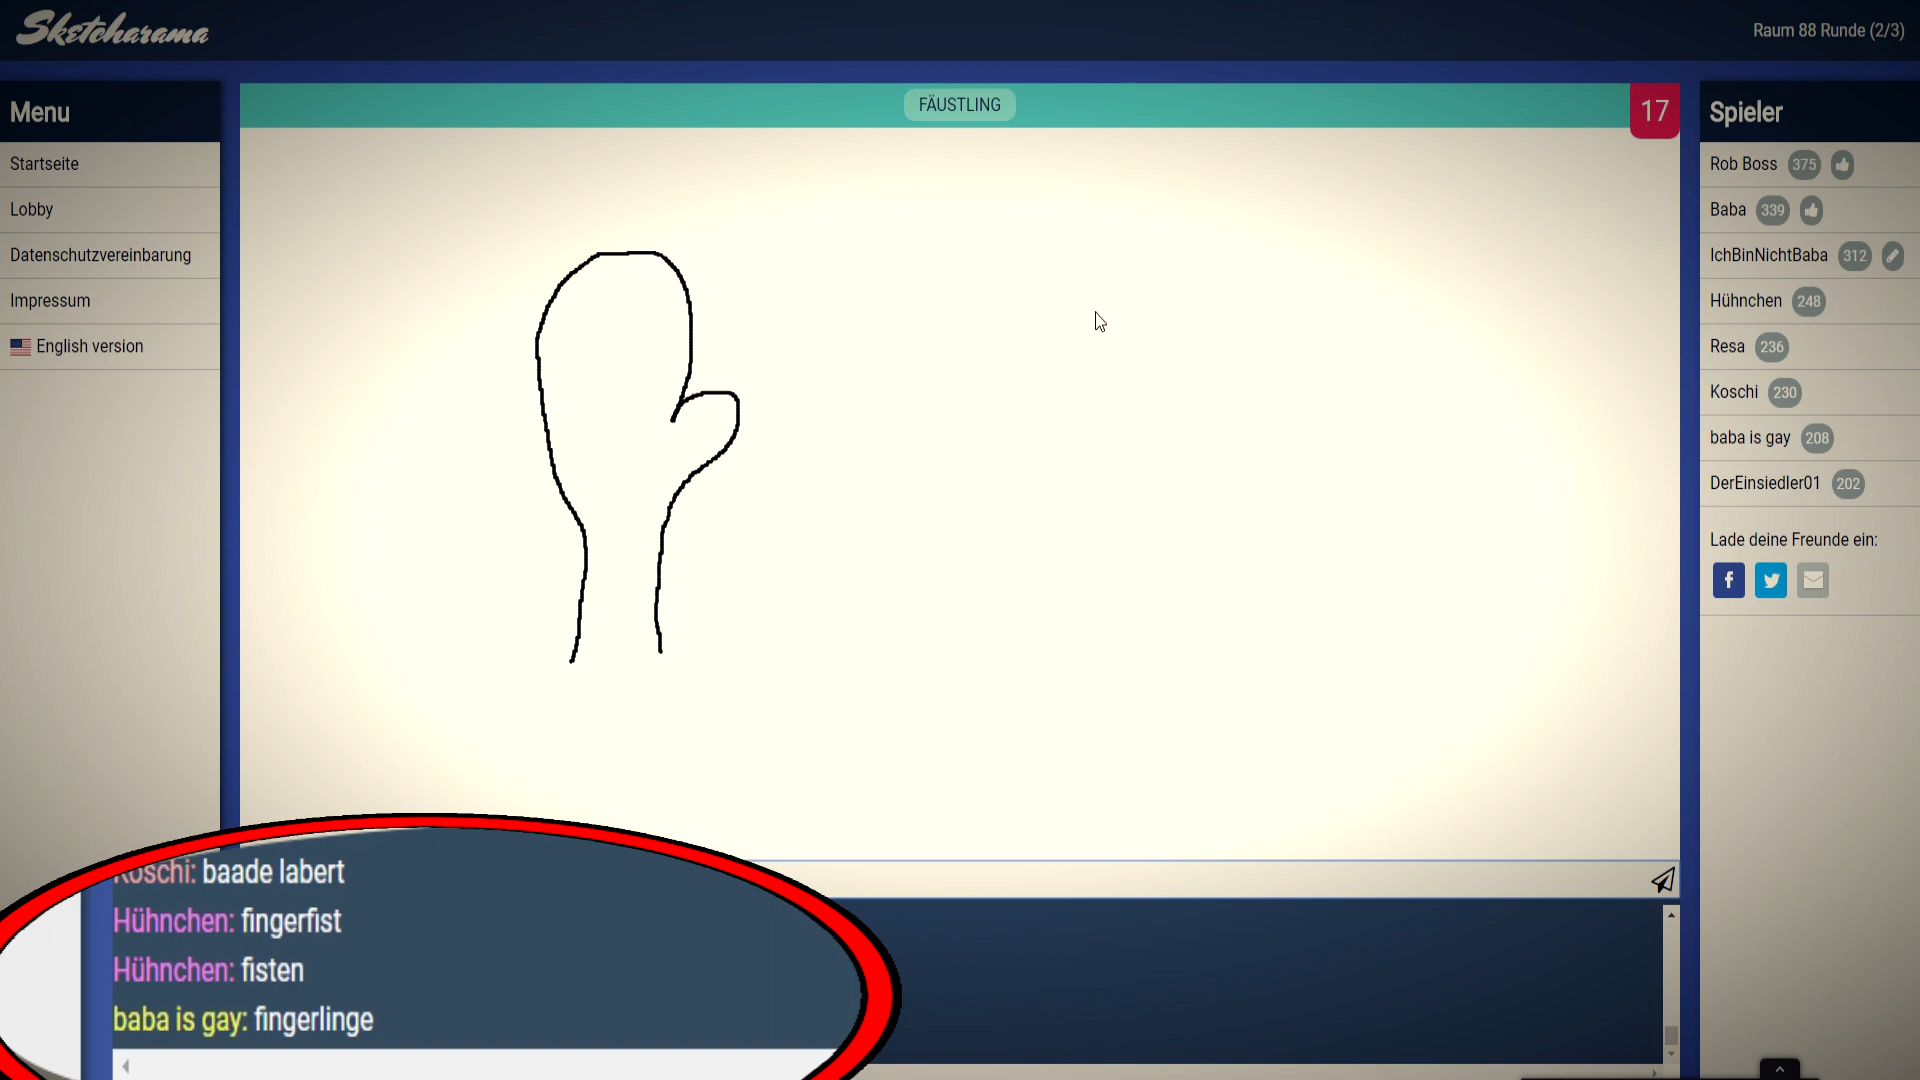 Sketcharama
Raum 88 Runde (2/3)
Menu
Startseite
Lobby
Datenschutzvereinbarung
Impressum
English version
FÄUSTLING
17
Spieler
Rob Boss 375
Baba 339
IchBinNichtBaba 312
Hühnchen 248
Resa 236
Koschi 230
baba is gay 208
DerEinsiedler01 202
Lade deine Freunde ein:
Koschi: baade labert
Hühnchen: fingerfist
Hühnchen: fisten
baba is gay: fingerlinge